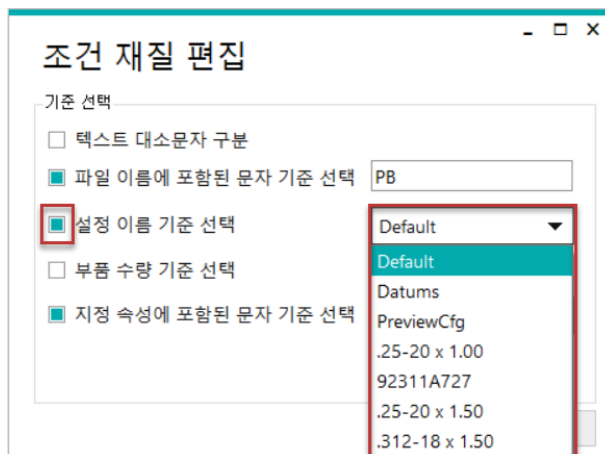 조건 재질 편집
기준 선택
텍스트 대소문자 구분
파일 이름에 포함된 문자 기준 선택 PB
설정 이름 기준 선택 Default
Default
부품 수량 기준 선택
Datums
지정 속성에 포함된 문자 기준 선택 PreviewCfg
.25-20 x 1.00
92311A727
.25-20 x 1.50
.312-18 x 1.50